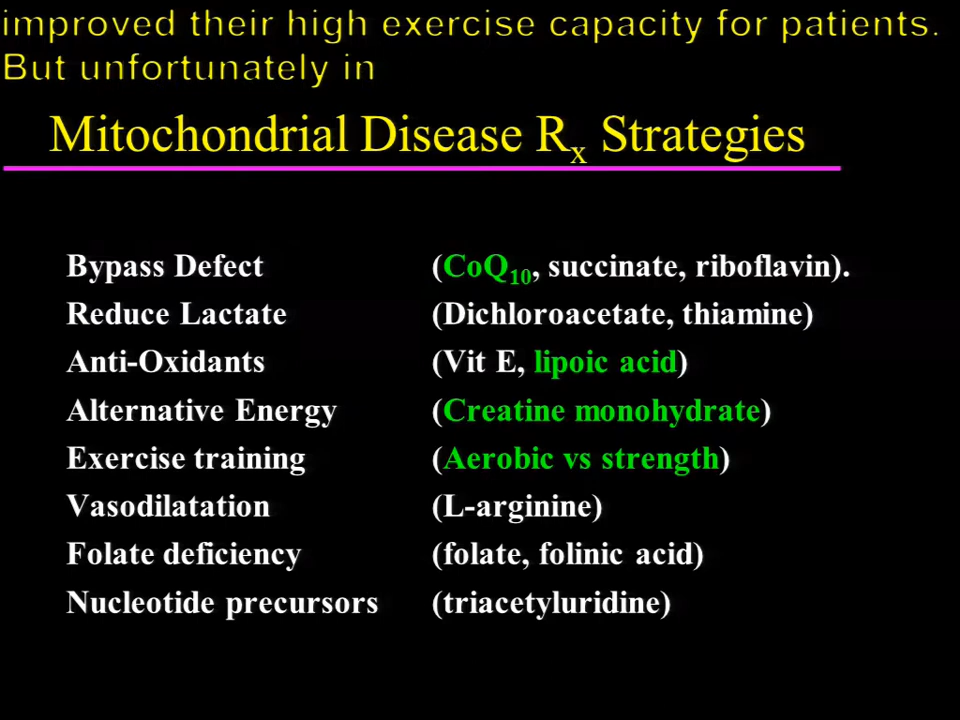 improved their high exercise capacity for patients.
But unfortunately in
Mitochondrial Disease Rx Strategies
Bypass Defect (CoQ10, succinate, riboflavin).
Reduce Lactate (Dichloroacetate, thiamine)
Anti-Oxidants (Vit E, lipoic acid)
Alternative Energy (Creatine monohydrate)
Exercise training (Aerobic vs strength)
Vasodilatation (L-arginine)
Folate deficiency (folate, folinic acid)
Nucleotide precursors (triacetyluridine)